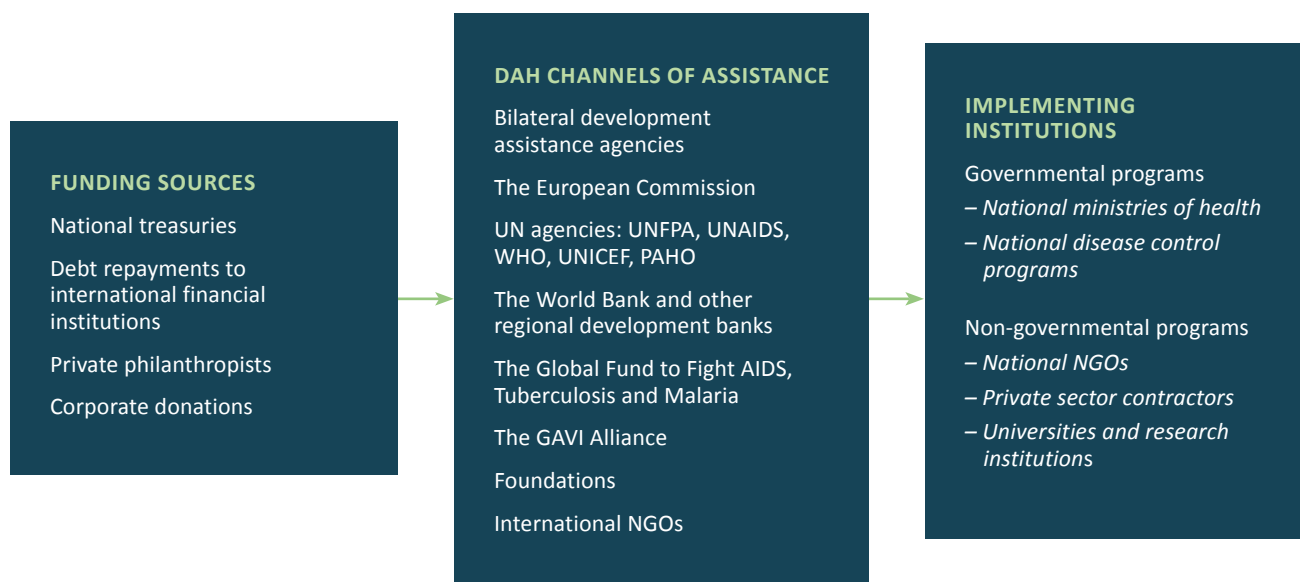 FUNDING SOURCES
National treasuries
Debt repayments to
international financial
institutions
Private philanthropists
Corporate donations
DAH CHANNELS OF ASSISTANCE
Bilateral development
assistance agencies
The European Commission
UN agencies: UNFPA, UNAIDS,
WHO, UNICEF, PAHO
The World Bank and other
regional development banks
The Global Fund to Fight AIDS,
Tuberculosis and Malaria
The GAVI Alliance
Foundations
International NGOs
IMPLEMENTING
INSTITUTIONS
Governmental programs
– National ministries of health
– National disease control
programs
Non-governmental programs
– National NGOs
– Private sector contractors
– Universities and research
institutions